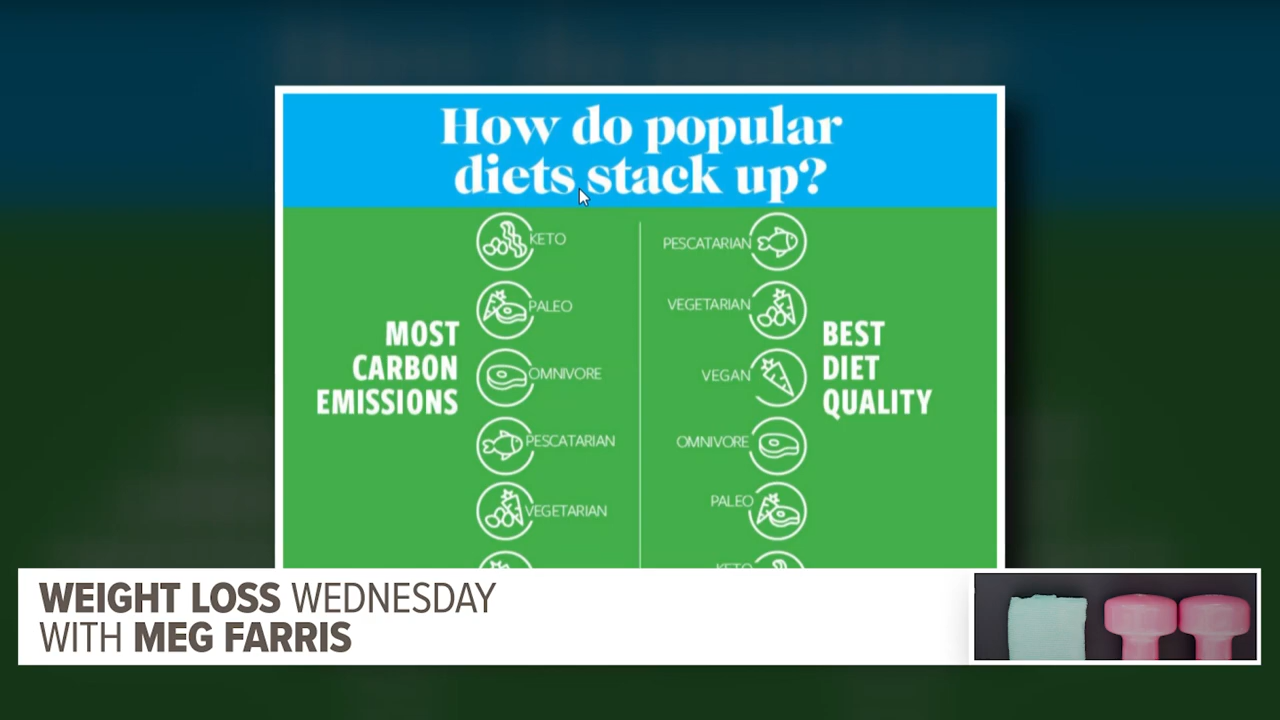 How do popular
diets stack up?
MOST
CARBON
EMISSIONS
KETO
PALEO
OMNIVORE
PESCATARIAN
VEGETARIAN
PESCATARIAN
VEGETARIAN
VEGAN
OMNIVORE
PALEO
KETO
BEST
DIET
QUALITY
WEIGHT LOSS WEDNESDAY
WITH MEG FARRIS